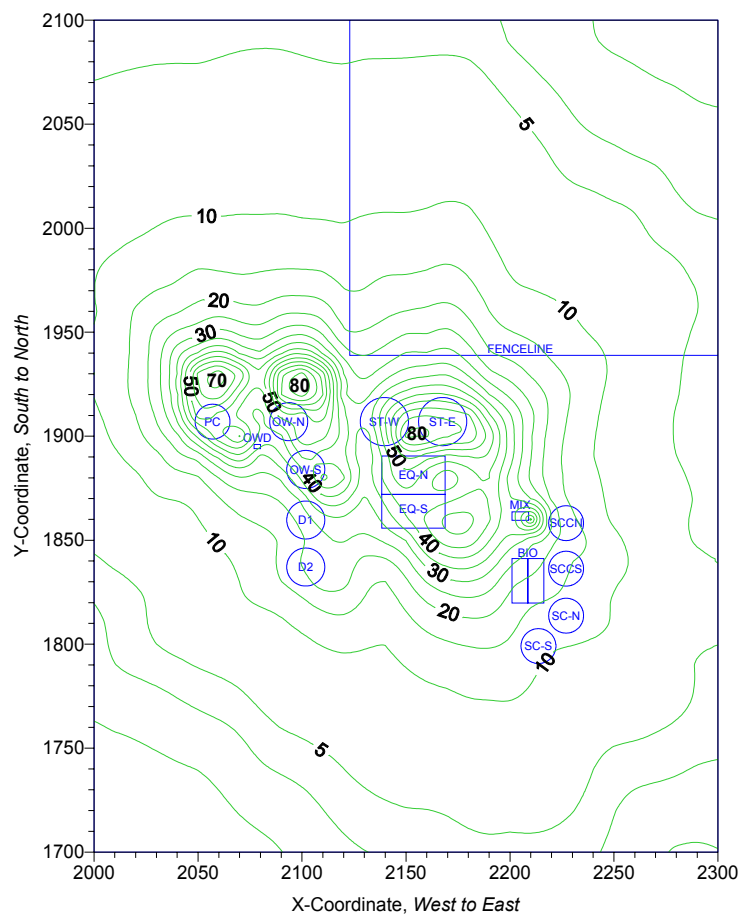 2100
2050
5
2000
10
20
10
1950
30
FENCELINE
50
70
80
50
PC
OW-N
ST-W
ST-E
1900
OWD
80
50
OW-S
EQ-N
40
MIX
EQ-S
D1
SCCN
10
1850
40
BIO
30
D2
SCCS
20
SC-N
1800
SC-S
10
1750
5
1700
2000
2050
2100
2150
2200
2250
2300
X-Coordinate, West to East
Y-Coordinate, South to North